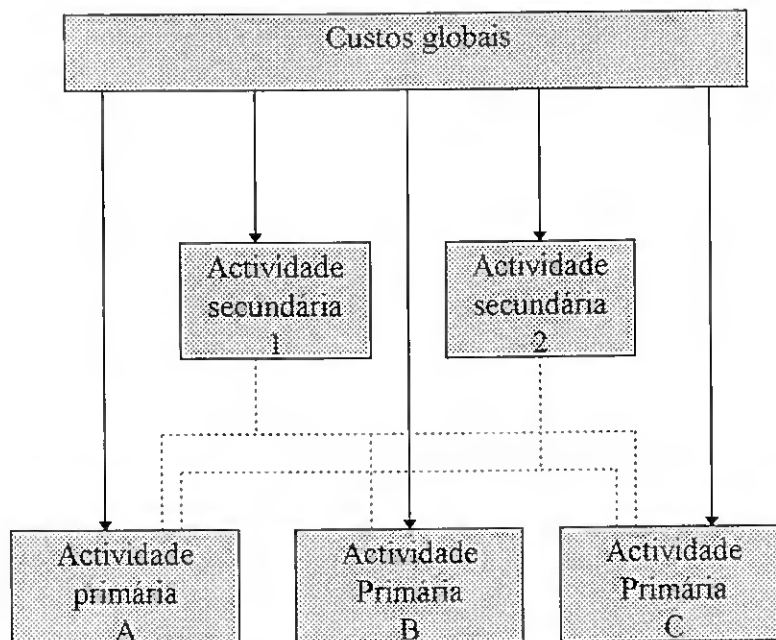 Custos globais
Actividade
secundária
1
Actividade
secundária
2
Actividade
primária
A
Actividade
Primária
B
Actividade
Primária
C